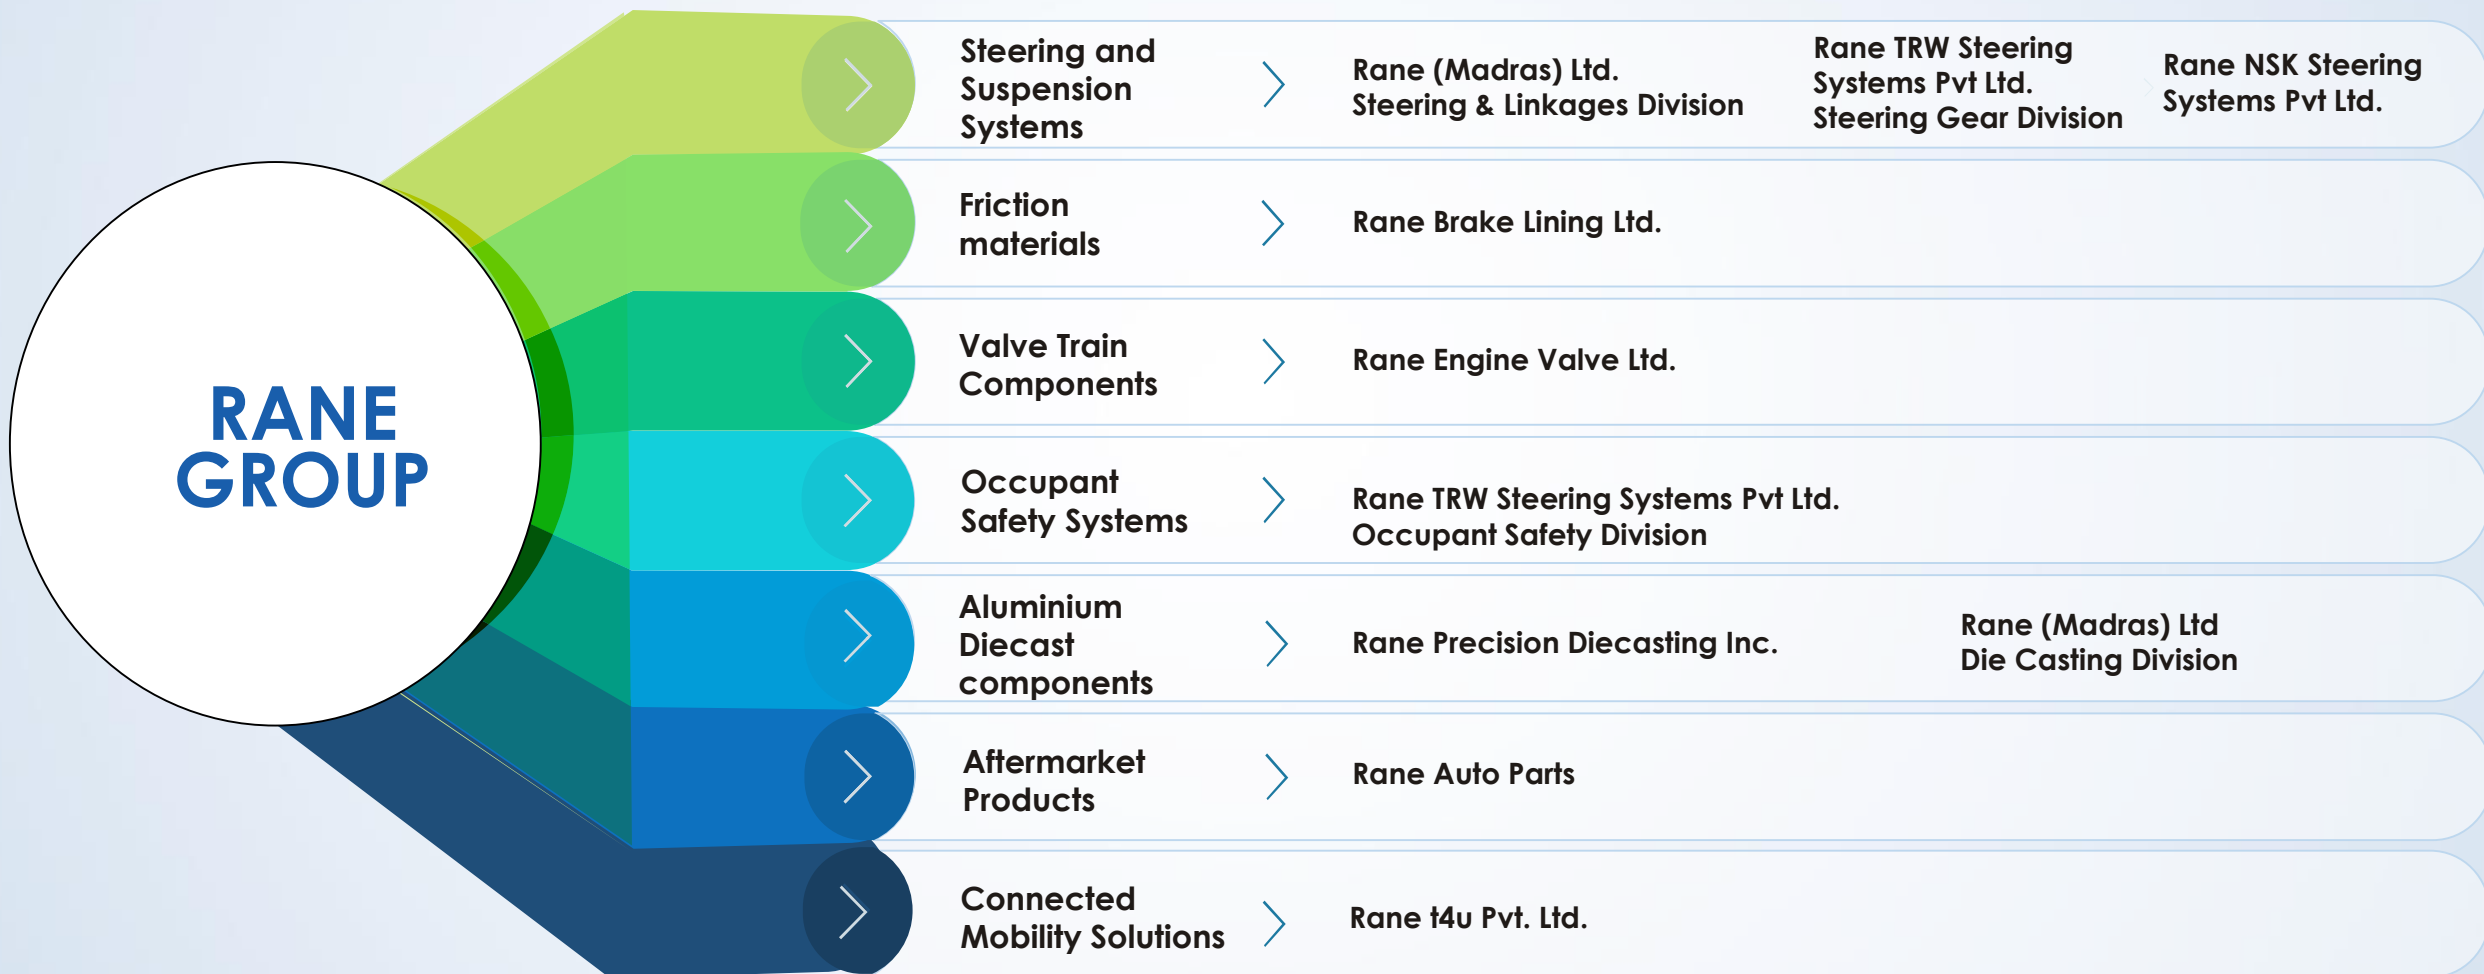 RANE
GROUP
Steering and
Suspension
Systems
Rane (Madras) Ltd.
Steering & Linkages Division
Rane TRW Steering
Systems Pvt Ltd.
Steering Gear Division
Rane NSK Steering
Systems Pvt Ltd.
Friction
materials
Rane Brake Lining Ltd.
Valve Train
Components
Rane Engine Valve Ltd.
Occupant
Safety Systems
Rane TRW Steering Systems Pvt Ltd.
Occupant Safety Division
Aluminium
Diecast
components
Rane Precision Diecasting Inc.
Rane (Madras) Ltd
Die Casting Division
Aftermarket
Products
Rane Auto Parts
Connected
Mobility Solutions
Rane t4u Pvt. Ltd.